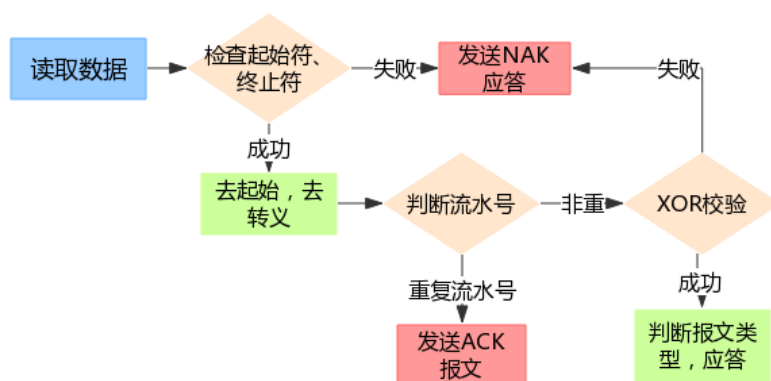 读取数据
检查起始符、
终止符
失败
发送NAK
应答
失败
成功
去起始，去
转义
判断流水号
非重
XOR校验
重复流水号
成功
发送ACK
报文
判断报文类
型，应答